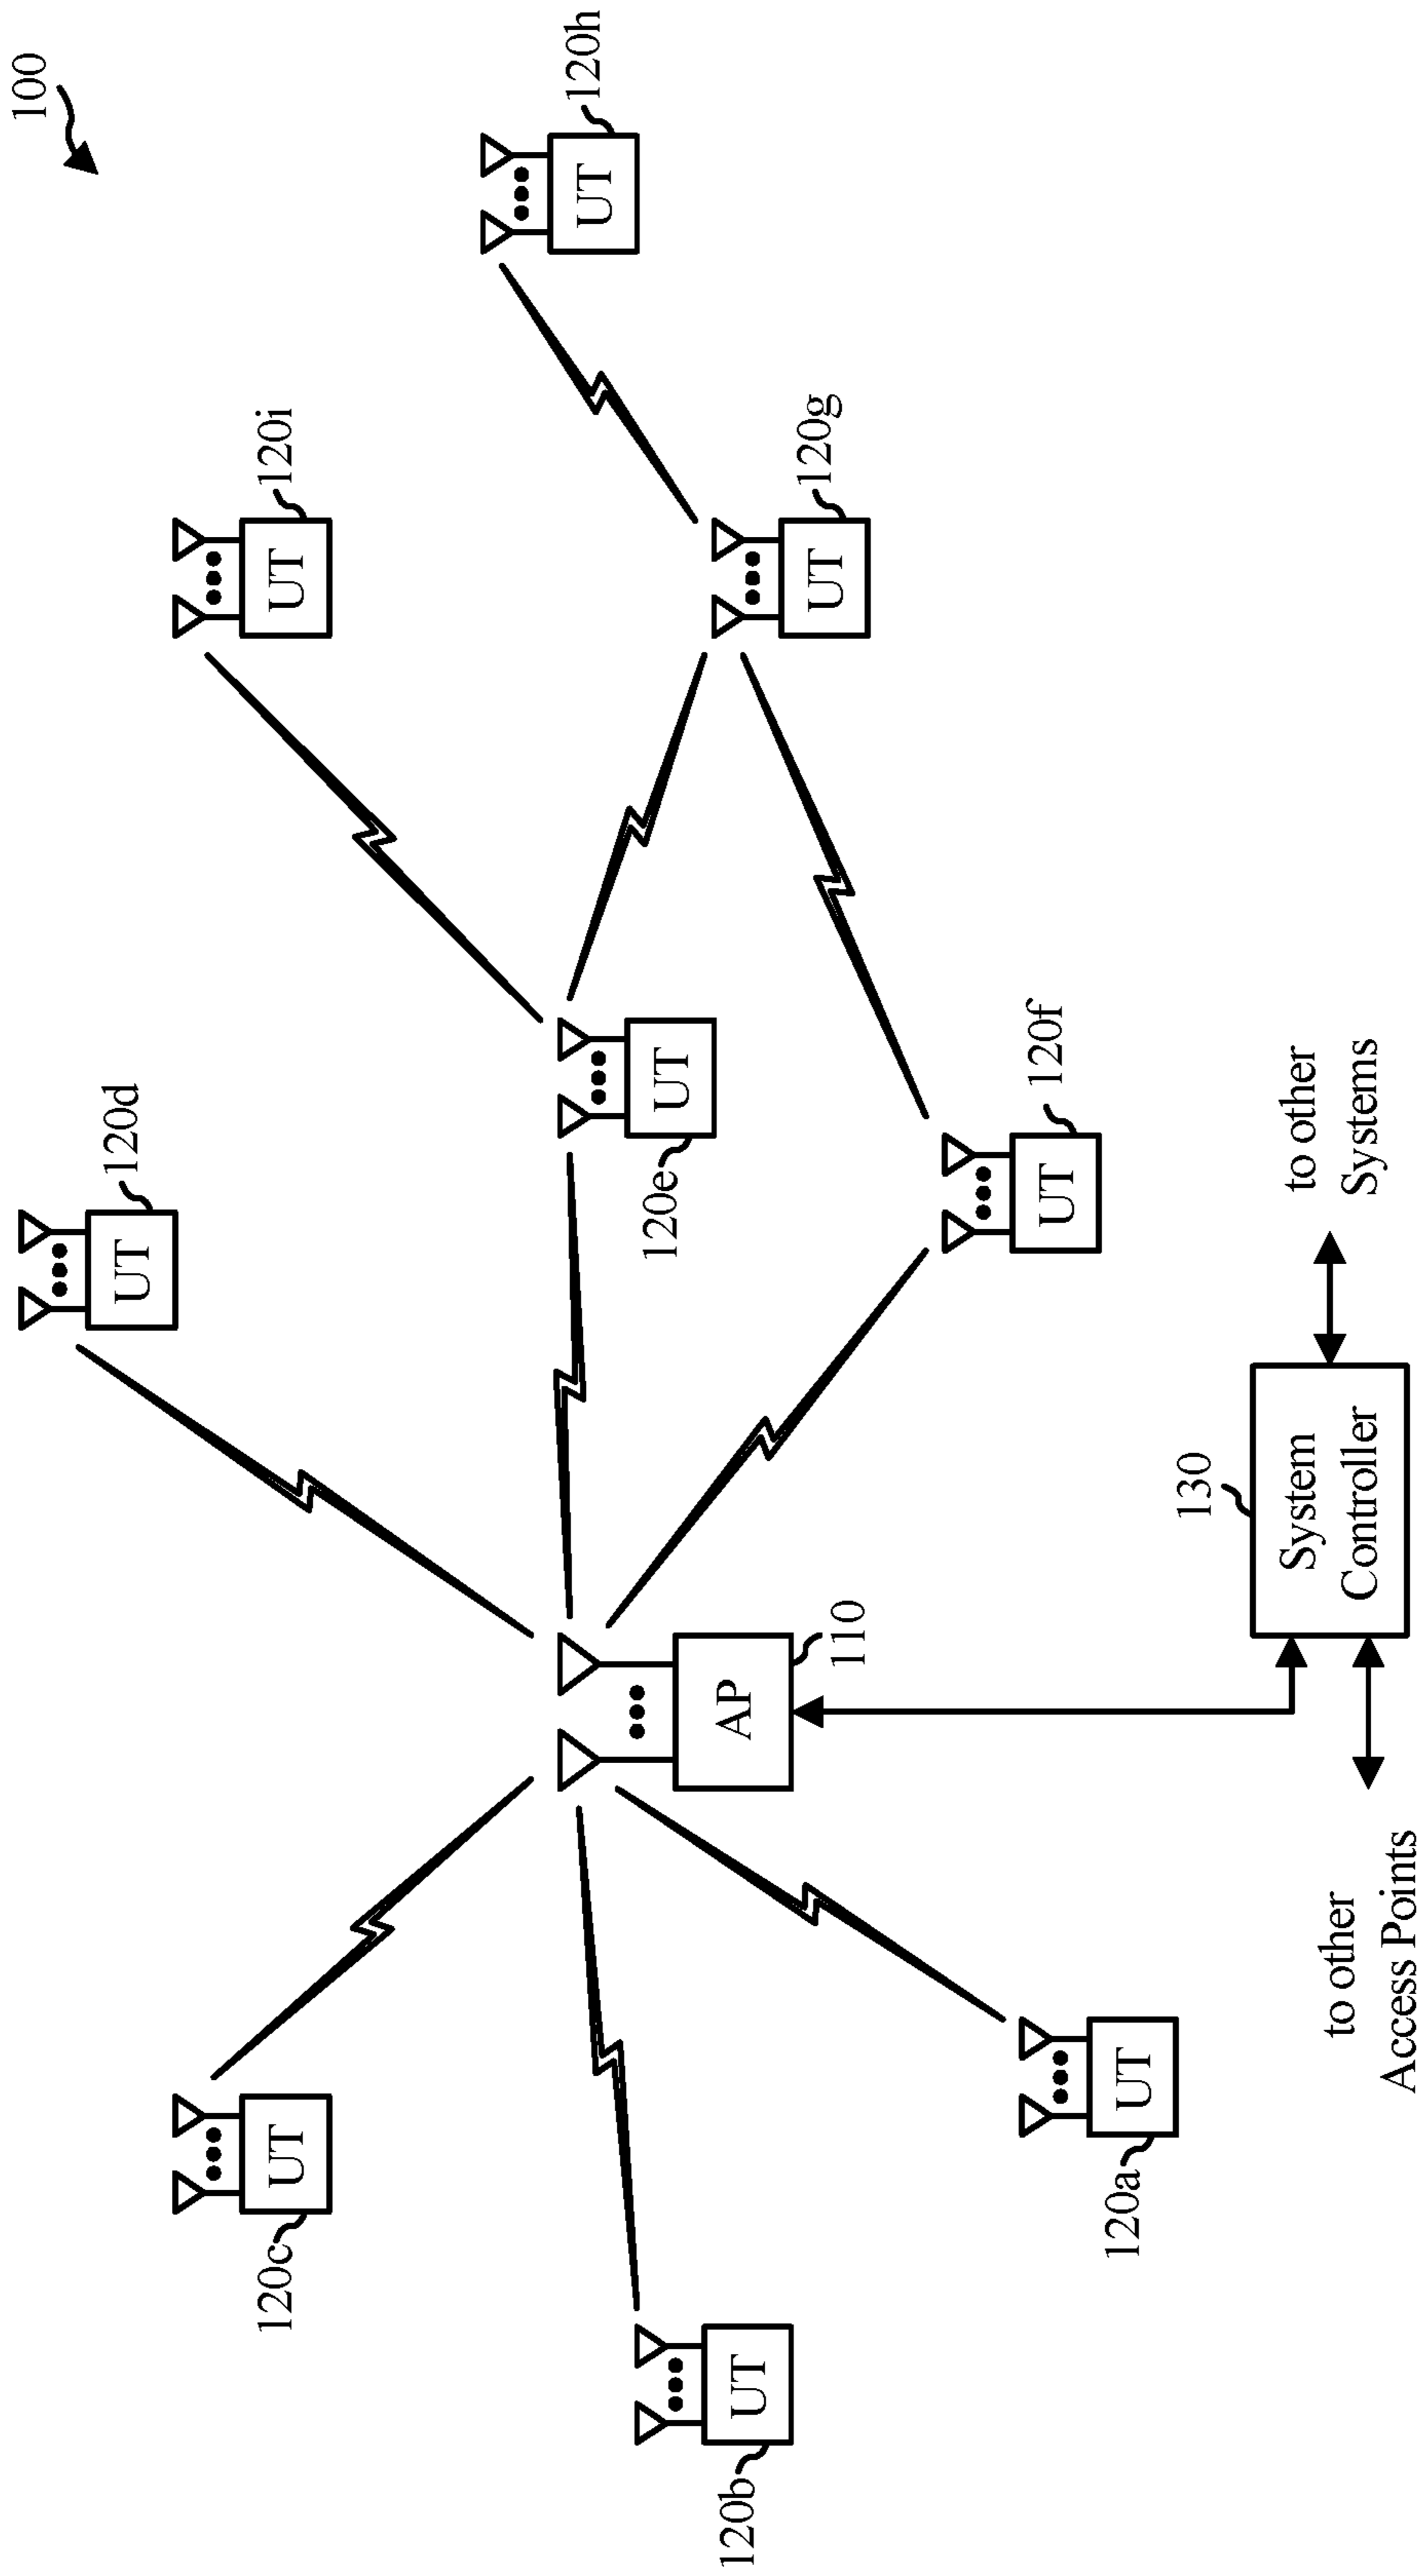 100
UT
120d
UT
120c
UT
120i
UT
120h
UT
120e
AP
110
UT
120b
UT
120g
UT
120f
UT
120a
130
System
Controller
to other
Systems
to other
Access Points